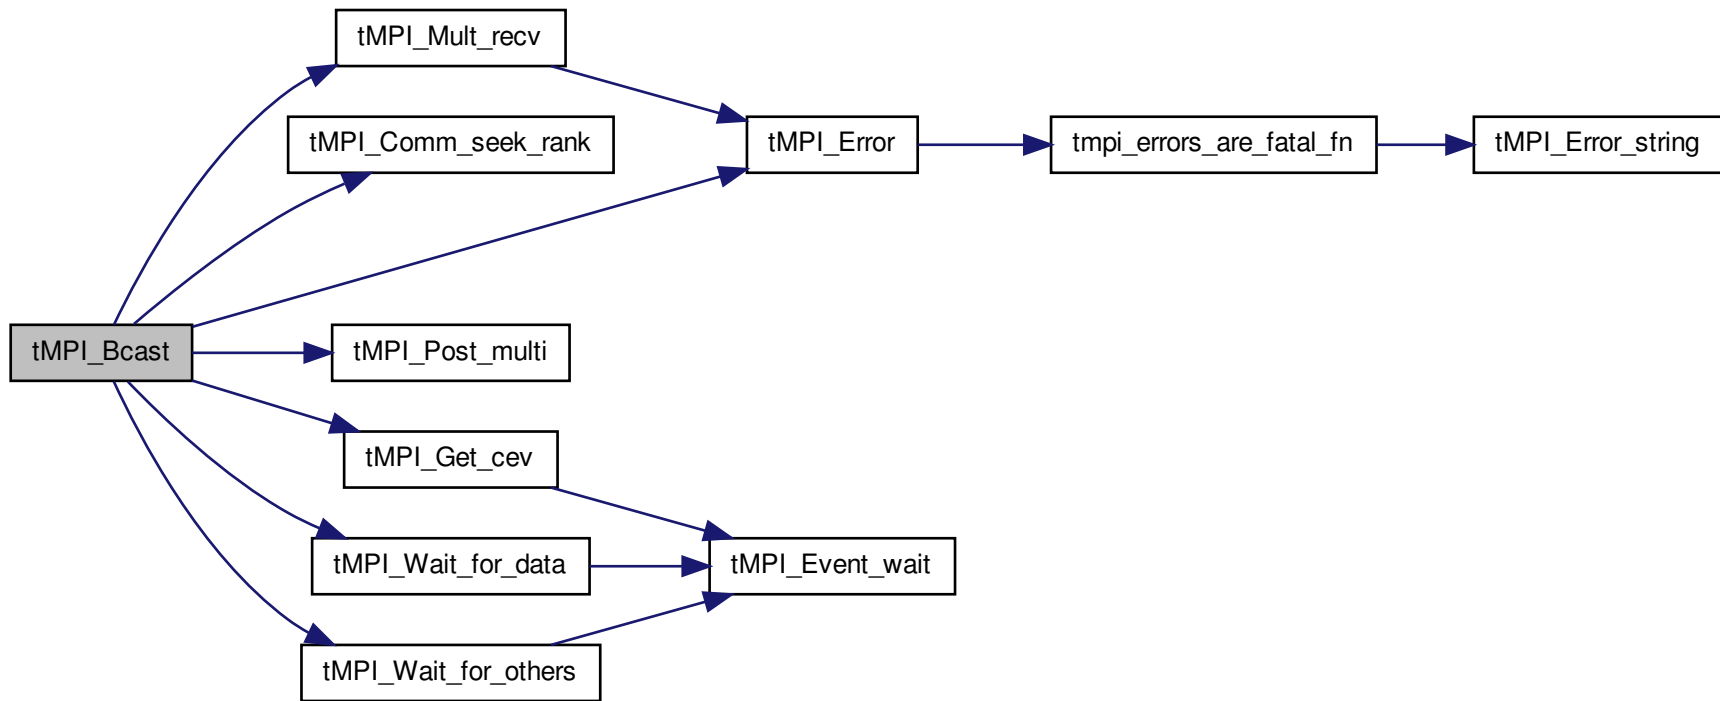 tMPI_Mult_recv
tMPI_Comm_seek_rank
tMPI_Error
tmpi_errors_are_fatal_fn
tMPI_Error_string
tMPI_Bcast
tMPI_Post_multi
tMPI_Get_cev
tMPI_Wait_for_data
tMPI_Event_wait
tMPI_Wait_for_others